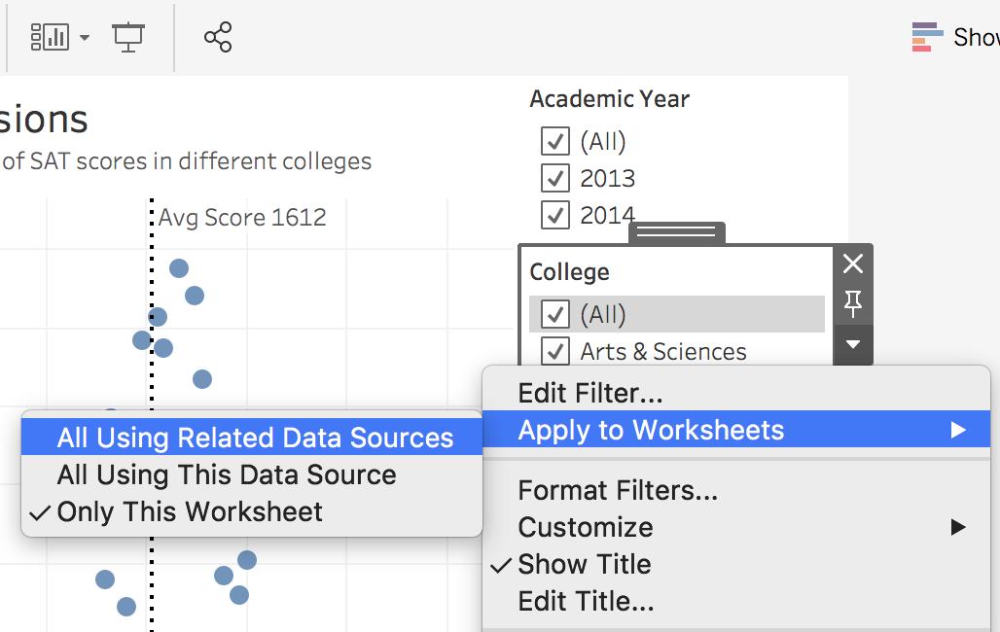 Academic Year
(All)
2013
2014
of SAT scores in different colleges
Avg Score 1612
College
(All)
Arts & Sciences
Edit Filter...
Apply to Worksheets
All Using Related Data Sources
All Using This Data Source
Only This Worksheet
Format Filters...
Customize
Show Title
Edit Title...